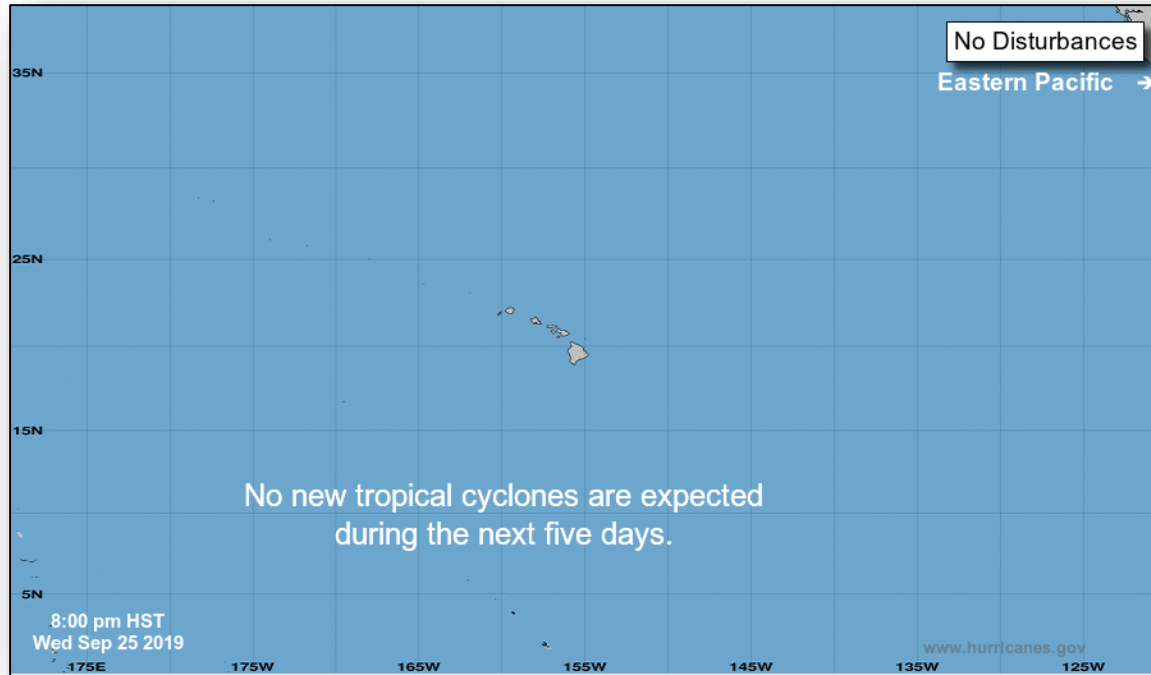 No Disturbances
35N
Eastern Pacific →
25N
15N
No new tropical cyclones are expected
during the next five days.
5N
8:00 pm HST
Wed Sep 25 2019
www.hurricanes.gov
175E 175W 165W 155W 145W 135W 125W